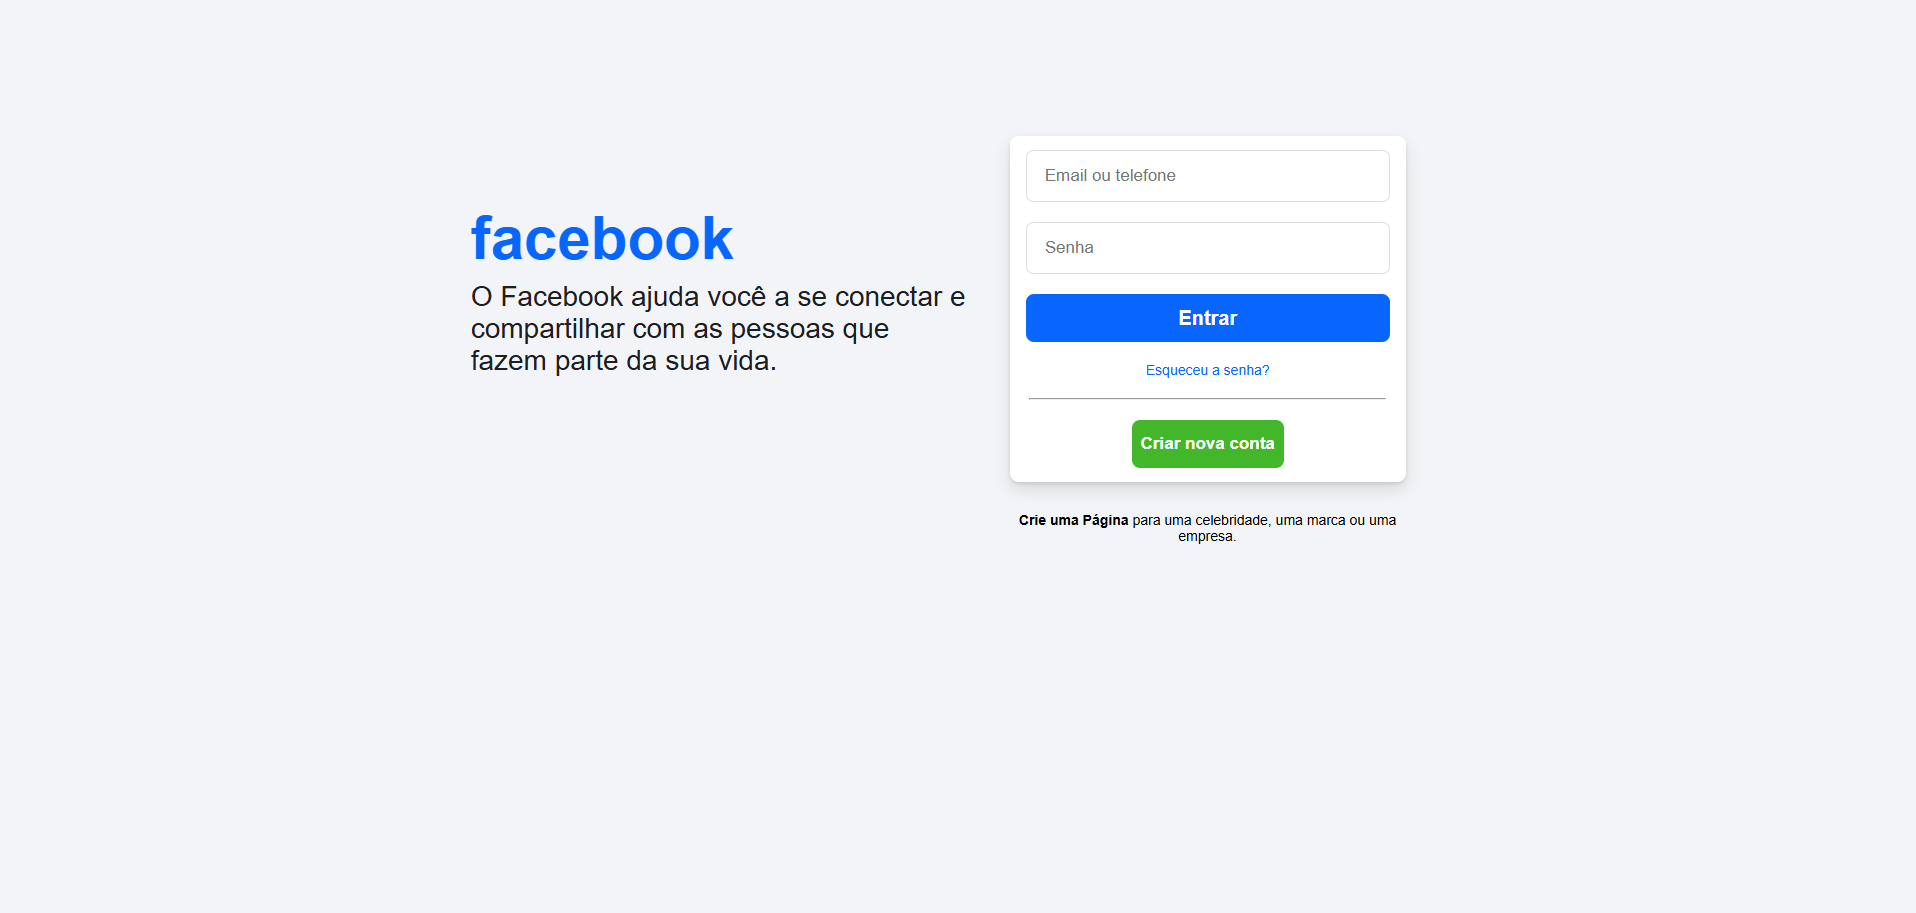 facebook
O Facebook ajuda você a se conectar e
compartilhar com as pessoas que
fazem parte da sua vida.
Email ou telefone
Senha
Entrar
Esqueceu a senha?
Criar nova conta
Crie uma Página para uma celebridade, uma marca ou uma
empresa.